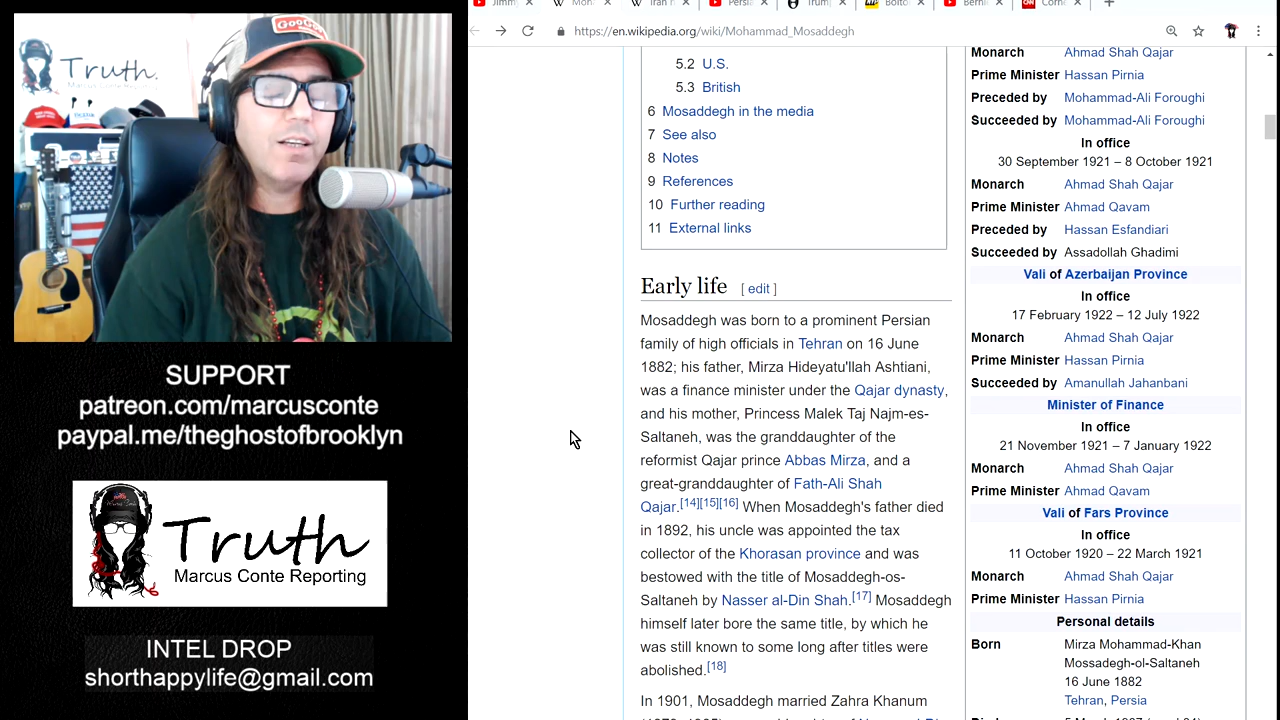 Jimmy
W Moh
W Iran h
Persia
Trump
Bolto
Bernie
CNN Corne
https://en.wikipedia.org/wiki/Mohammad_Mosaddegh
GooGoo
Truth.
Marcus Conte Reporting
SUPPORT
patreon.com/marcusconte
paypal.me/theghostofbrooklyn
Truth
Marcus Conte Reporting
INTEL DROP
shorthappylife@gmail.com
5.2 U.S.
5.3 British
6 Mosaddegh in the media
7 See also
8 Notes
9 References
10 Further reading
11 External links
Early life [ edit ]
Mosaddegh was born to a prominent Persian
family of high officials in Tehran on 16 June
1882; his father, Mirza Hideyatu'llah Ashtiani,
was a finance minister under the Qajar dynasty,
and his mother, Princess Malek Taj Najm-es-
Saltaneh, was the granddaughter of the
reformist Qajar prince Abbas Mirza, and a
great-granddaughter of Fath-Ali Shah
Qajar.[14][15][16] When Mosaddegh's father died
in 1892, his uncle was appointed the tax
collector of the Khorasan province and was
bestowed with the title of Mosaddegh-os-
Saltaneh by Nasser al-Din Shah.[17] Mosaddegh
himself later bore the same title, by which he
was still known to some long after titles were
abolished.[18]
In 1901, Mosaddegh married Zahra Khanum
Monarch Ahmad Shah Qajar
Prime Minister Hassan Pirnia
Preceded by Mohammad-Ali Foroughi
Succeeded by Mohammad-Ali Foroughi
In office
30 September 1921 – 8 October 1921
Monarch Ahmad Shah Qajar
Prime Minister Ahmad Qavam
Preceded by Hassan Esfandiari
Succeeded by Assadollah Ghadimi
Vali of Azerbaijan Province
In office
17 February 1922 – 12 July 1922
Monarch Ahmad Shah Qajar
Prime Minister Hassan Pirnia
Succeeded by Amanullah Jahanbani
Minister of Finance
In office
21 November 1921 – 7 January 1922
Monarch Ahmad Shah Qajar
Prime Minister Ahmad Qavam
Vali of Fars Province
In office
11 October 1920 – 22 March 1921
Monarch Ahmad Shah Qajar
Prime Minister Hassan Pirnia
Personal details
Born Mirza Mohammad-Khan
Mossadegh-ol-Saltaneh
16 June 1882
Tehran, Persia